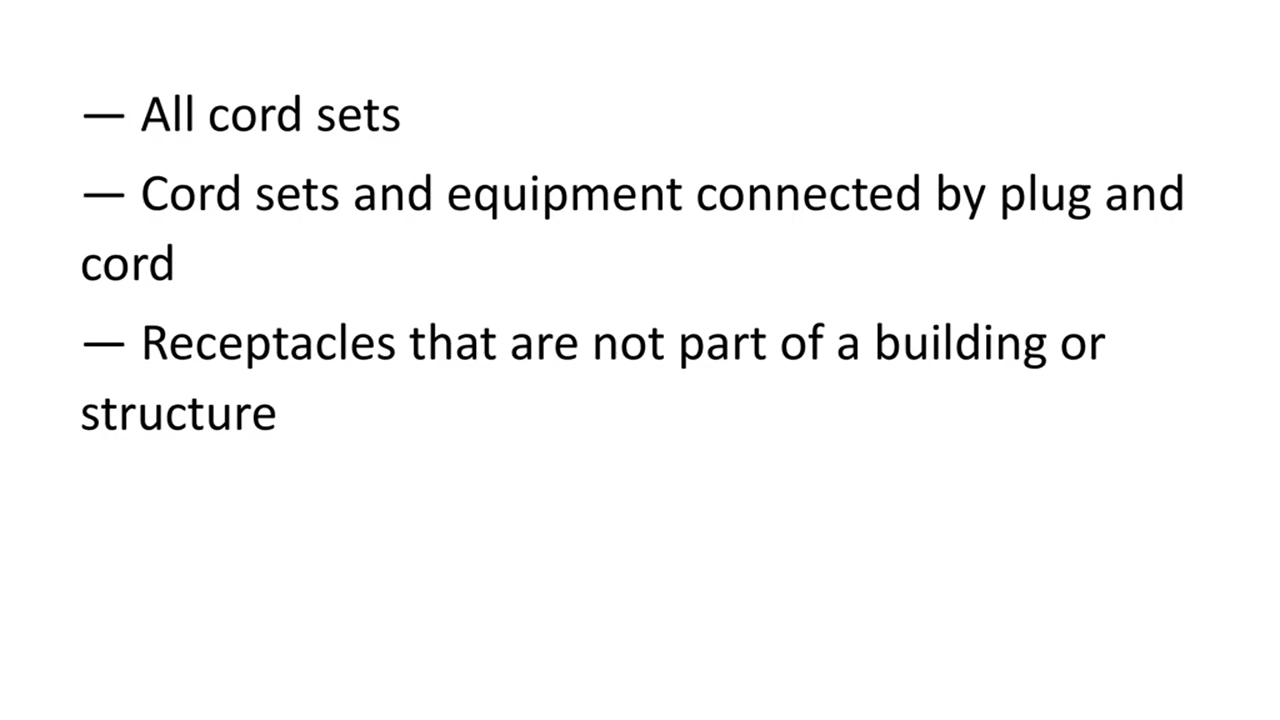 — All cord sets
— Cord sets and equipment connected by plug and
cord
— Receptacles that are not part of a building or
structure